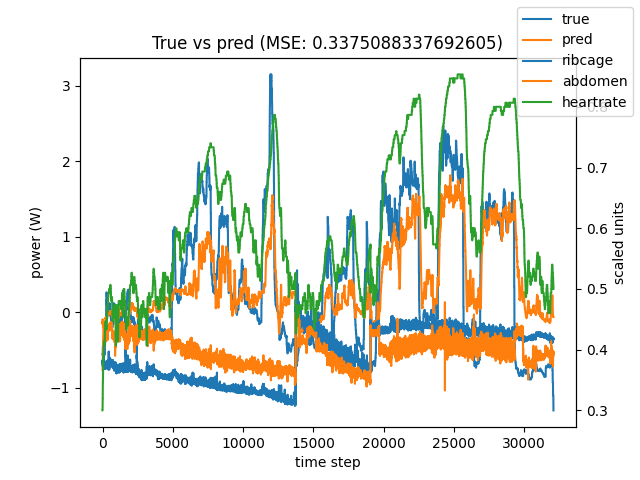 True vs pred (MSE: 0.3375088337692605)
true
pred
ribcage
abdomen
heartrate
power (W)
3
2
1
0
−1
0.8
0.7
0.6
0.5
0.4
0.3
scaled units
0 5000 10000 15000 20000 25000 30000
time step